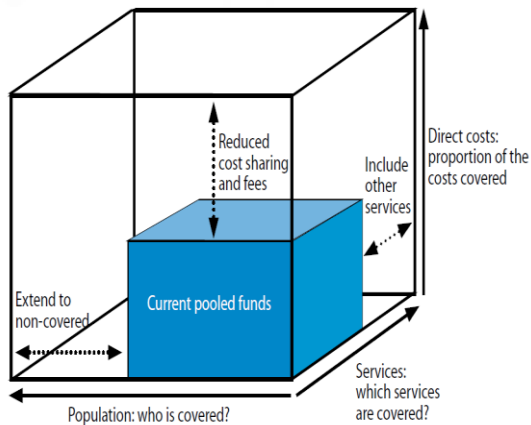 Reduced
cost sharing
and fees
Include
other
services
Direct costs:
proportion of the
costs covered
Extend to
non-covered
Current pooled funds
Services:
which services
are covered?
Population: who is covered?